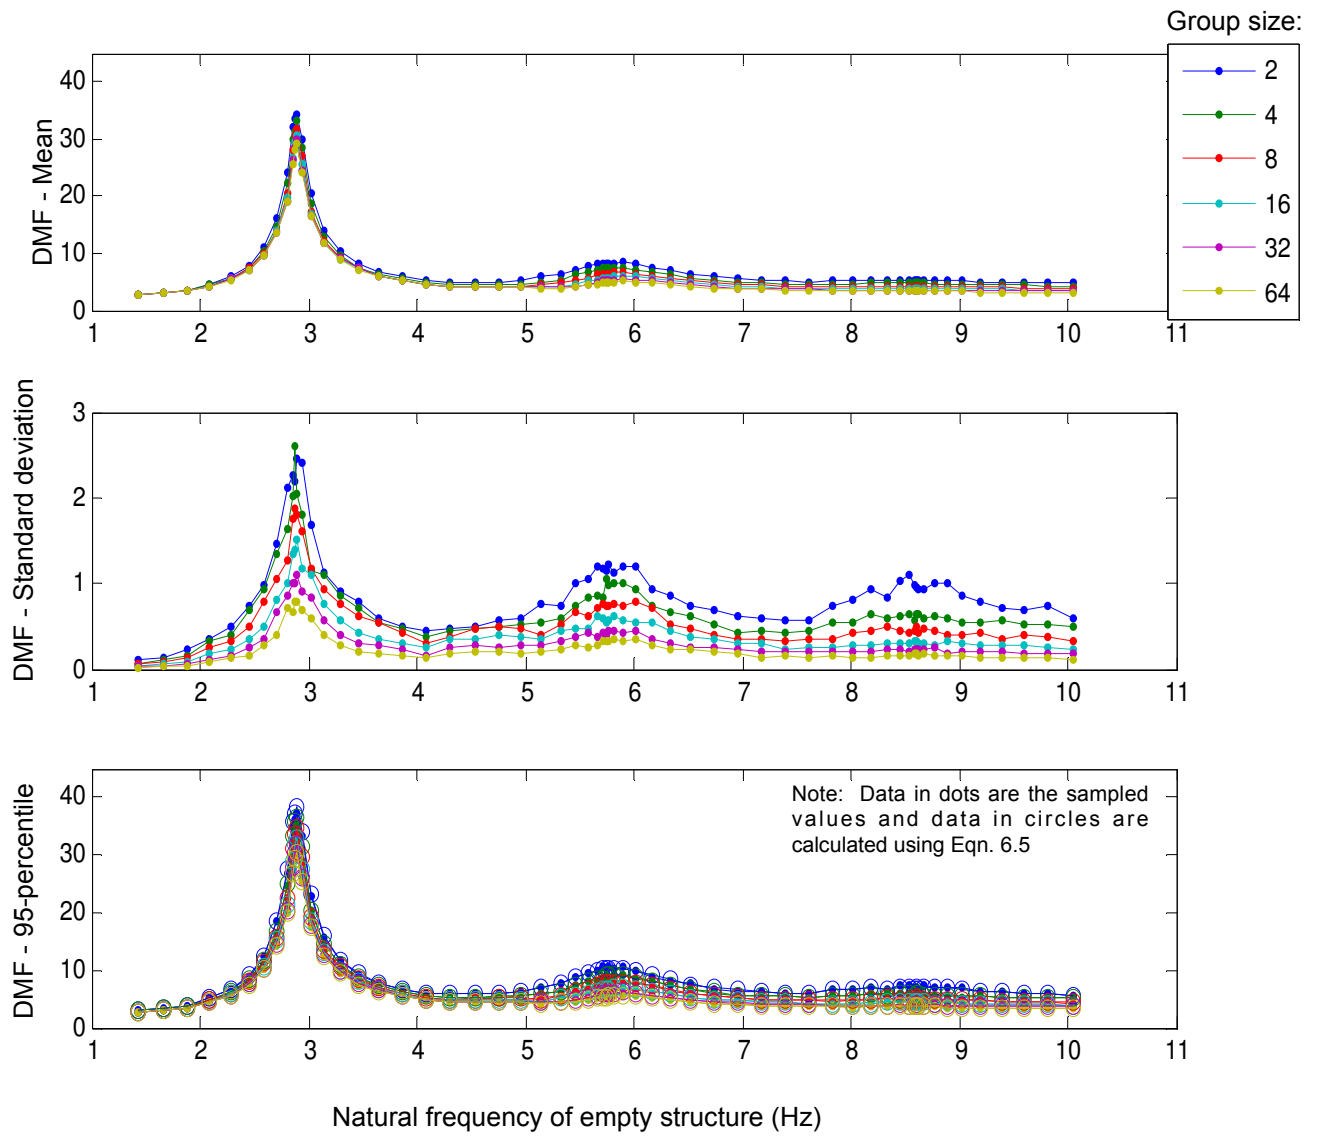 Group size:
2
4
8
16
32
64
DMF - Mean
40
30
20
10
0
1 2 3 4 5 6 7 8 9 10 11
DMF - Standard deviation
3
2
1
0
1 2 3 4 5 6 7 8 9 10 11
DMF - 95-percentile
40
30
20
10
0
Note: Data in dots are the sampled
values and data in circles are
calculated using Eqn. 6.5
1 2 3 4 5 6 7 8 9 10 11
Natural frequency of empty structure (Hz)